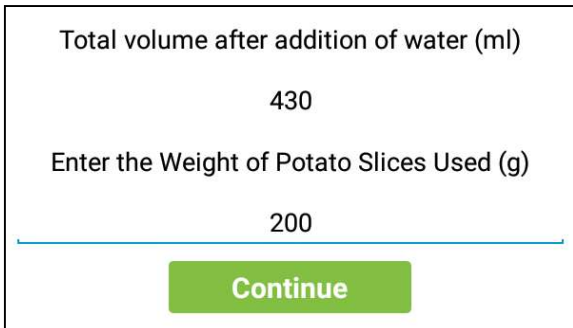 Total volume after addition of water (ml)
430
Enter the Weight of Potato Slices Used (g)
200
Continue